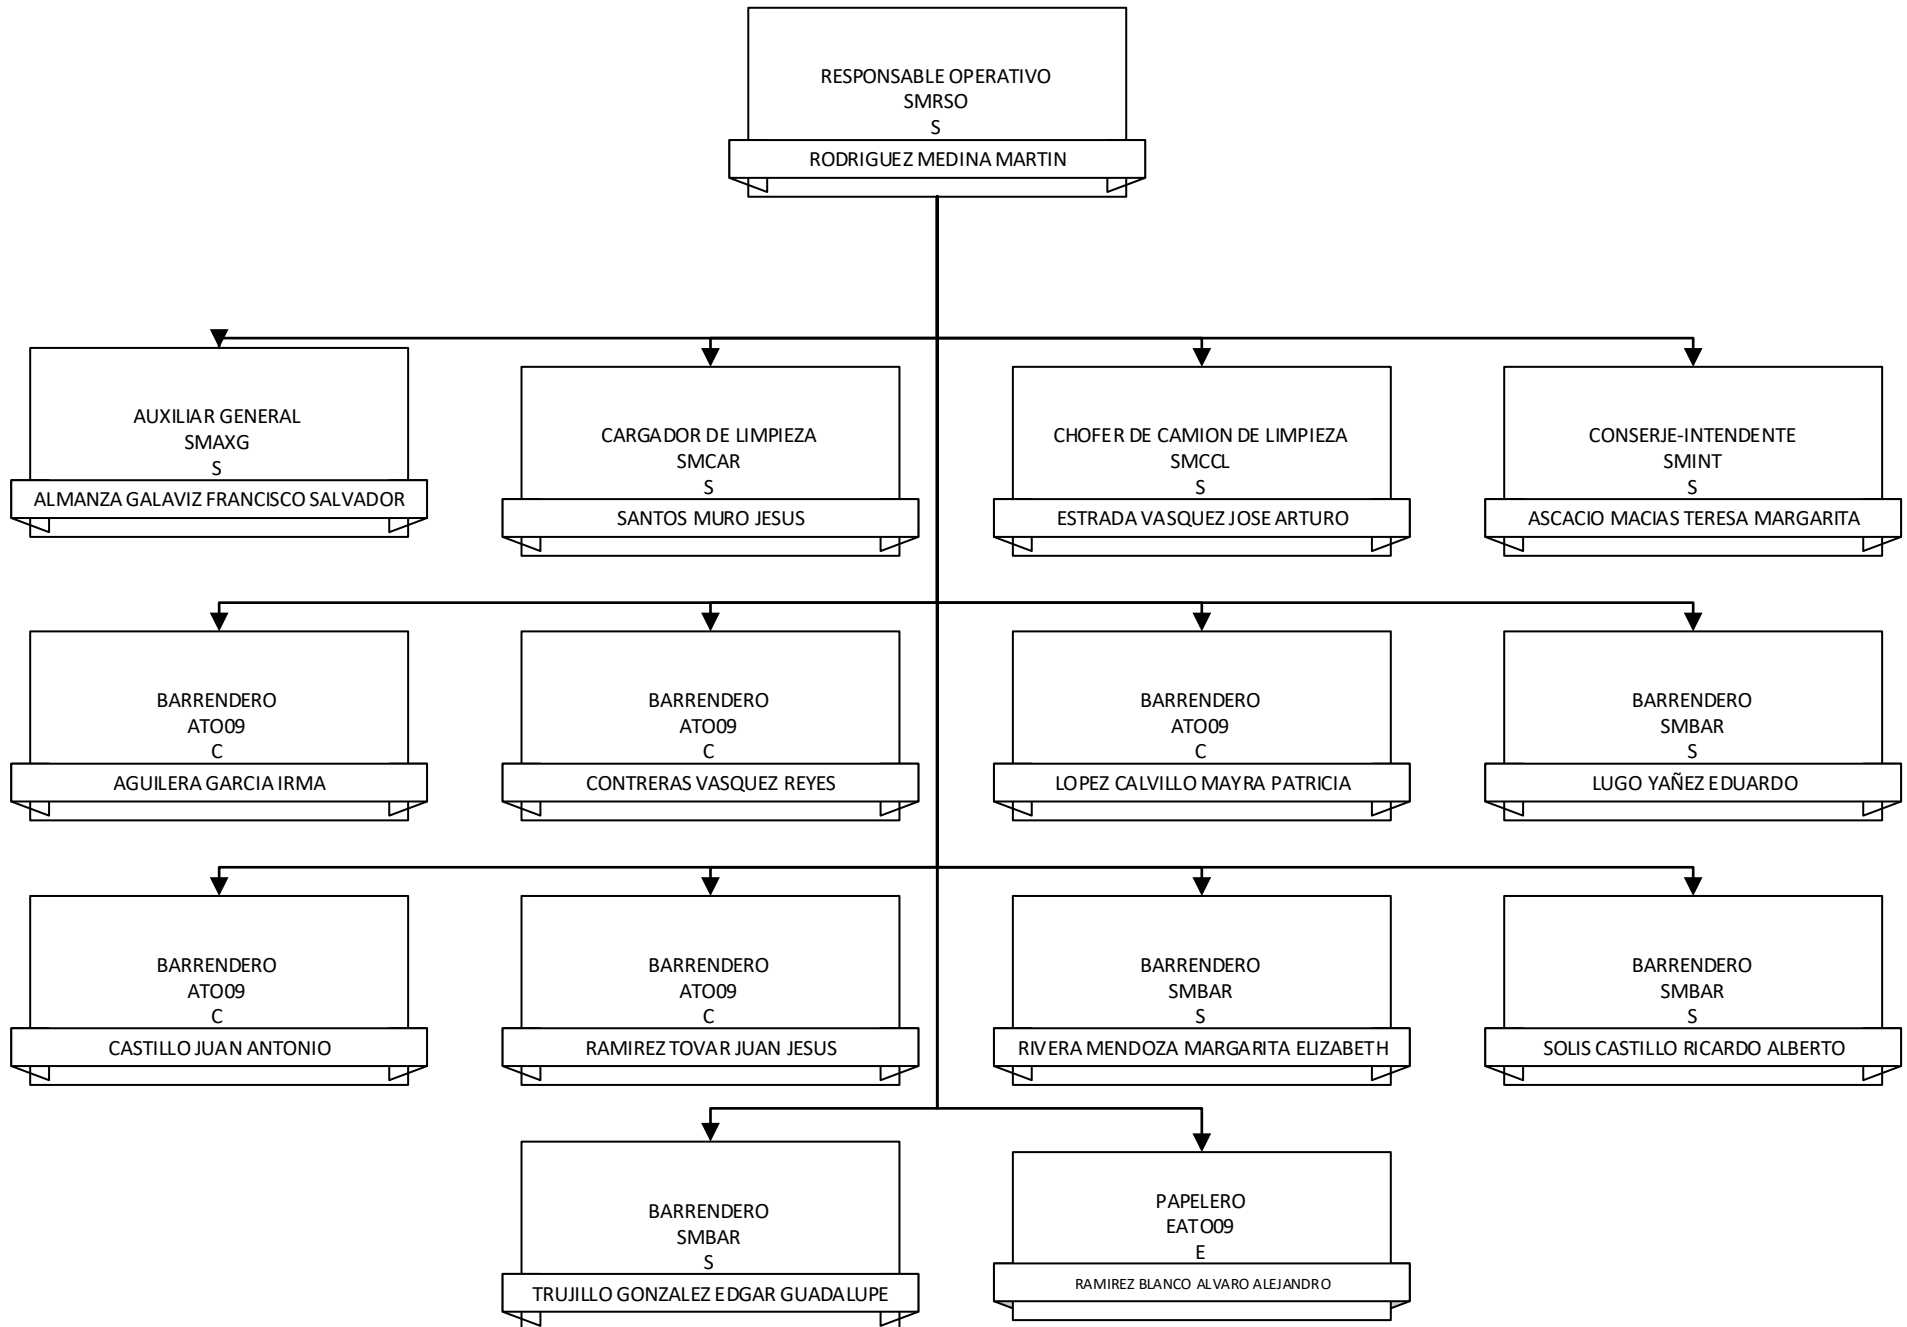 RESPONSABLE OPERATIVO
SMRSO
S
RODRIGUEZ MEDINA MARTIN
AUXILIAR GENERAL
SMAXG
S
ALMANZA GALAVIZ FRANCISCO SALVADOR
CARGADOR DE LIMPIEZA
SMCAR
S
SANTOS MURO JESUS
CHOFER DE CAMION DE LIMPIEZA
SMCCL
S
ESTRADA VASQUEZ JOSE ARTURO
CONSERJE-INTENDENTE
SMINT
S
ASCACIO MACIAS TERESA MARGARITA
BARRENDERO
ATO09
C
AGUILERA GARCIA IRMA
BARRENDERO
ATO09
C
CONTRERAS VASQUEZ REYES
BARRENDERO
ATO09
C
LOPEZ CALVILLO MAYRA PATRICIA
BARRENDERO
SMBAR
S
LUGO YAÑEZ EDUARDO
BARRENDERO
ATO09
C
CASTILLO JUAN ANTONIO
BARRENDERO
ATO09
C
RAMIREZ TOVAR JUAN JESUS
BARRENDERO
SMBAR
S
RIVERA MENDOZA MARGARITA ELIZABETH
BARRENDERO
SMBAR
S
SOLIS CASTILLO RICARDO ALBERTO
BARRENDERO
SMBAR
S
TRUJILLO GONZALEZ EDGAR GUADALUPE
PAPELERO
EATO09
E
RAMIREZ BLANCO ALVARO ALEJANDRO